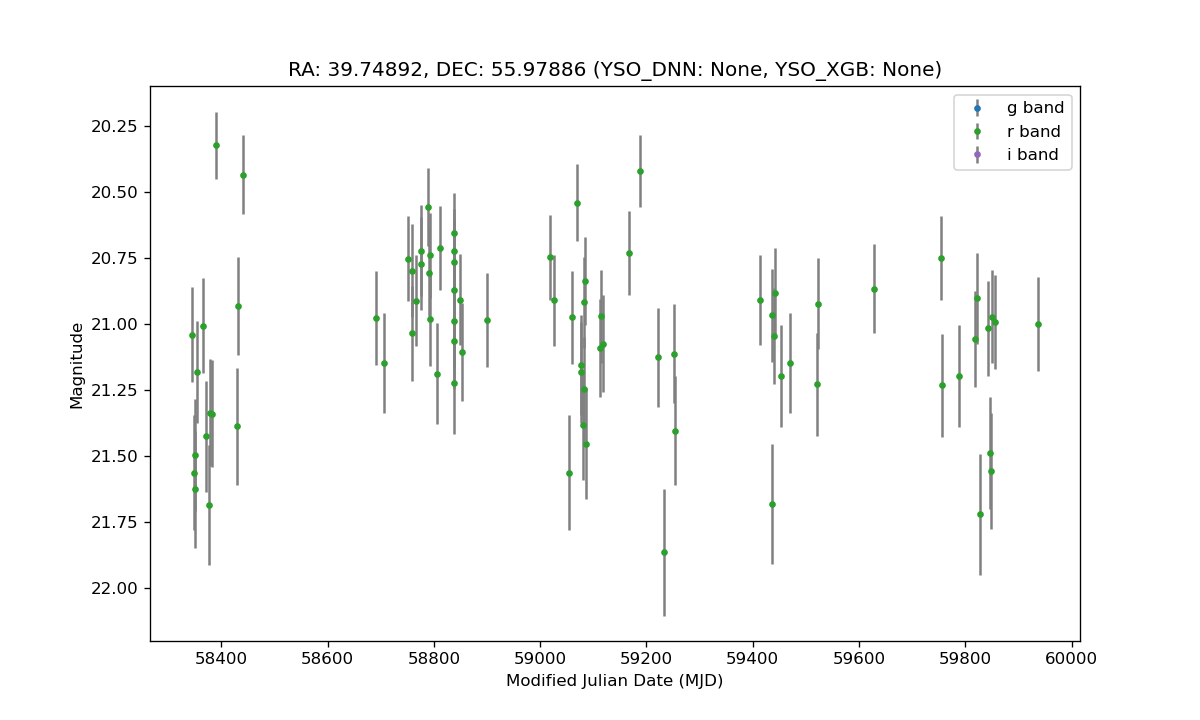 RA: 39.74892, DEC: 55.97886 (YSO_DNN: None, YSO_XGB: None)
g band
r band
i band
20.25
20.50
20.75
21.00
21.25
21.50
21.75
22.00
Magnitude
58400 58600 58800 59000 59200 59400 59600 59800 60000
Modified Julian Date (MJD)